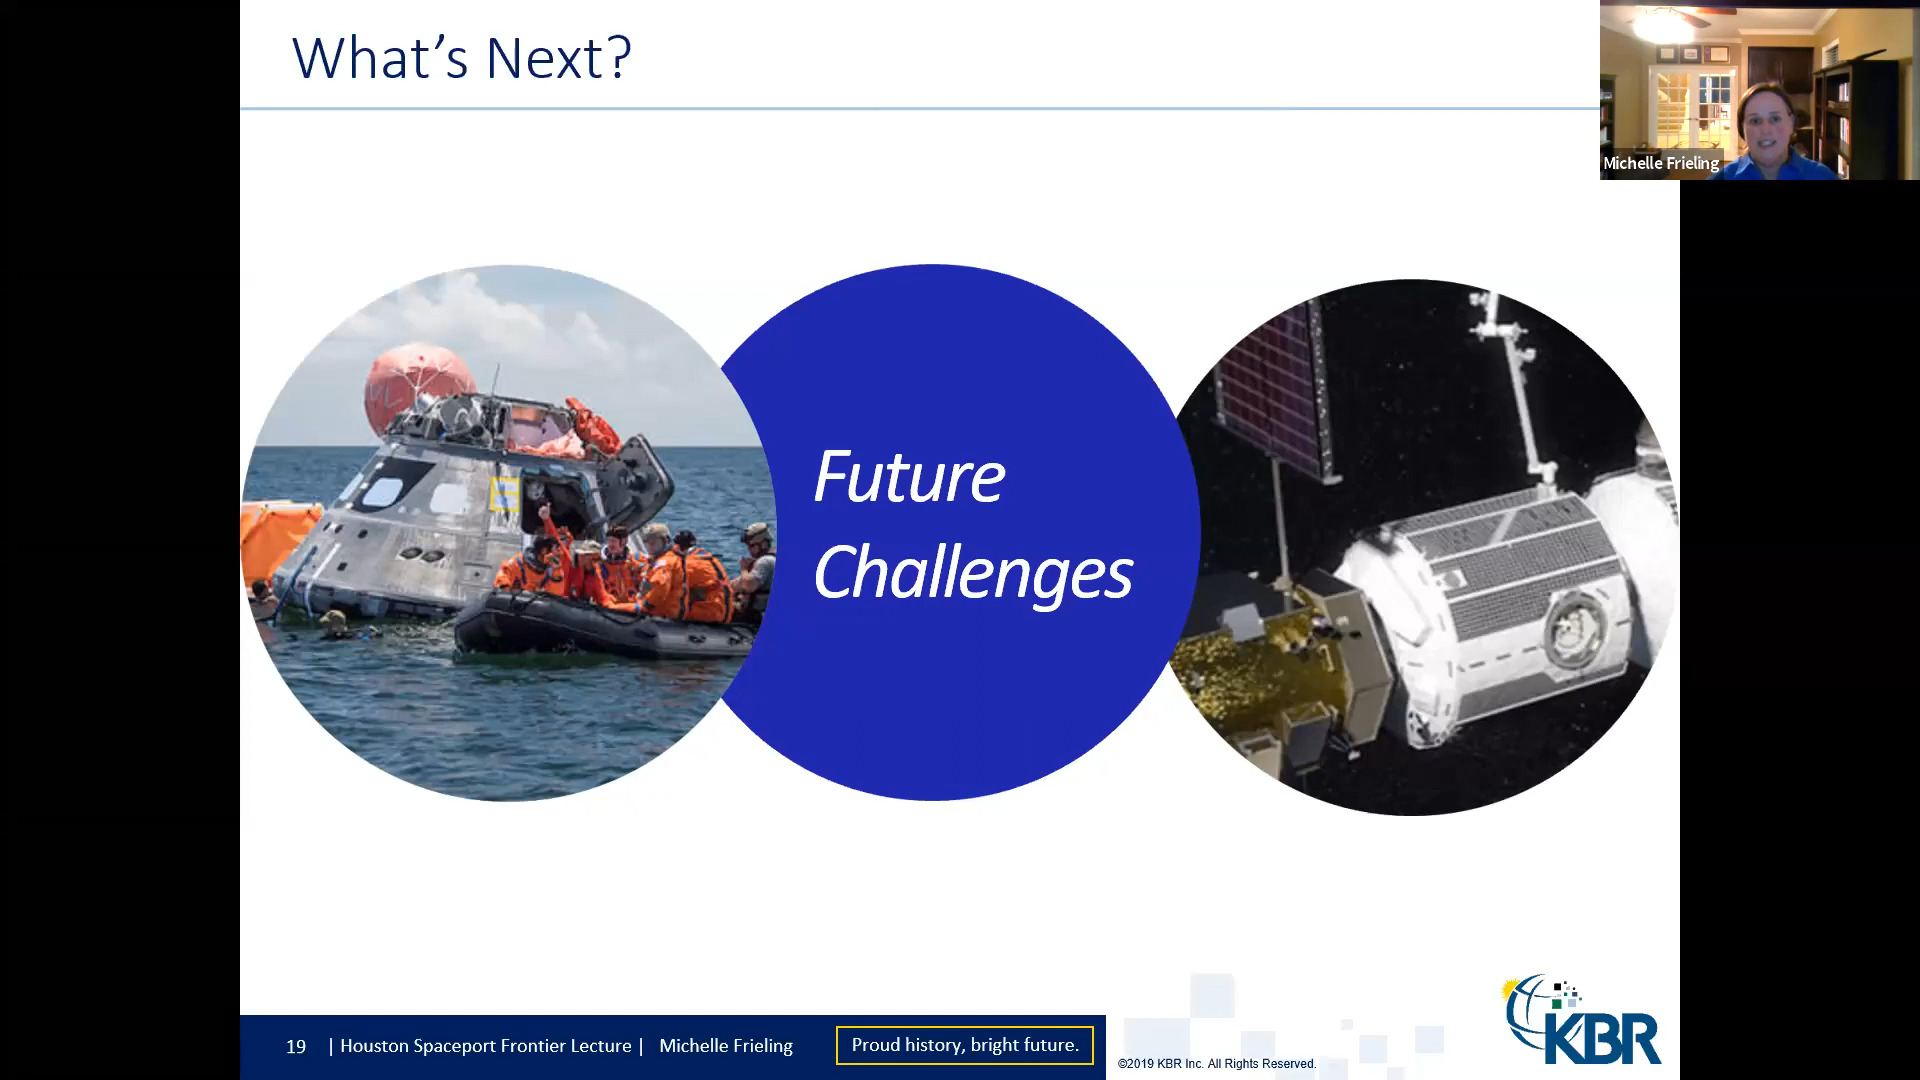 What's Next?
Michelle Frieling
Future
Challenges
19 | Houston Spaceport Frontier Lecture | Michelle Frieling
Proud history, bright future.
©2019 KBR Inc. All Rights Reserved.
KBR